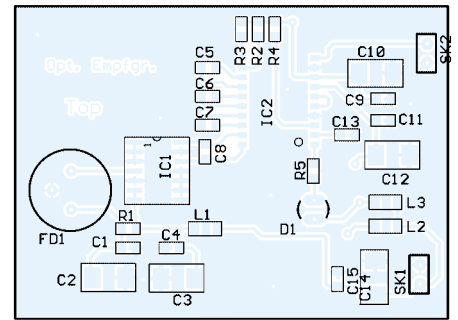 R3
R2
R4
SK2
C10
C5
Opt. Empfgr.
C6
C9
Top
IC2
C7
C11
C13
1
IC1
C8
R5
C12
L3
R1
L1
D1
L2
FD1
C1
C4
C2
C3
C15
C14
SK1